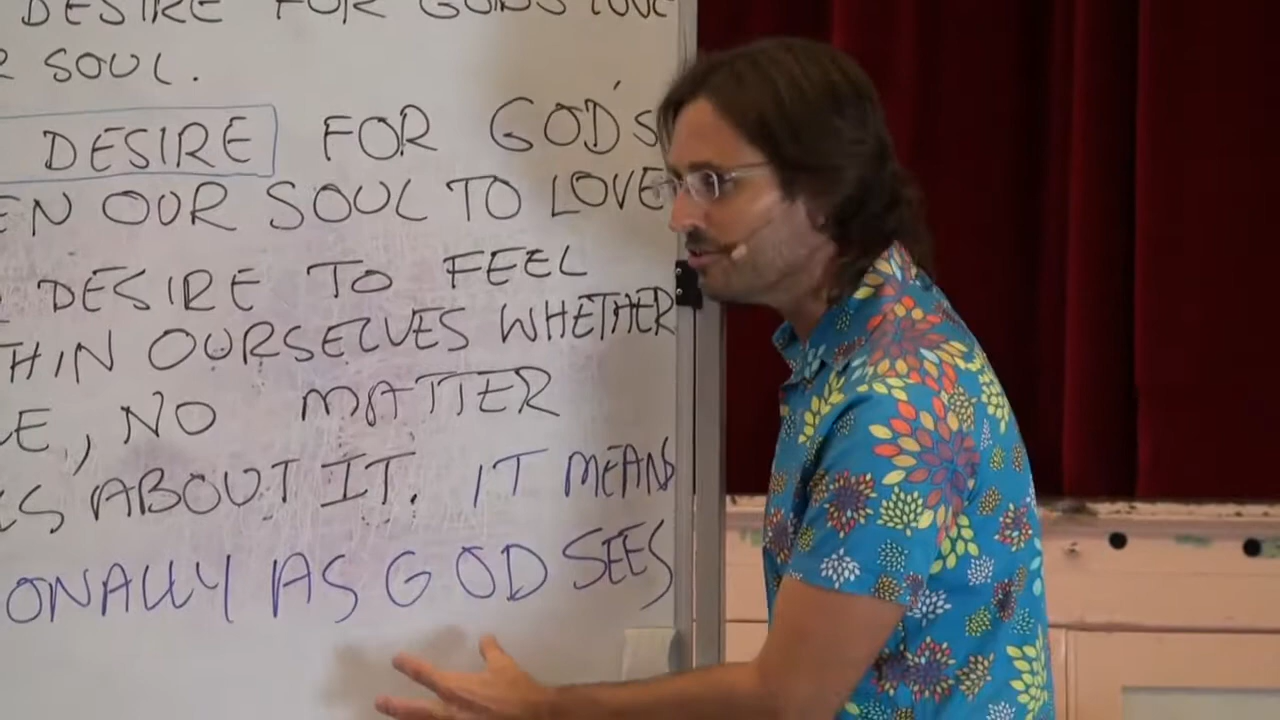 DESIRE FOR GOD'S LOVE
SOUL.
DESIRE FOR GOD'S
OUR SOUL TO LOVE
DESIRE TO FEEL
OURSELVES WHETHER
, NO MATTER
ABOUT IT. IT MEANS
ONALLY AS GOD SEES